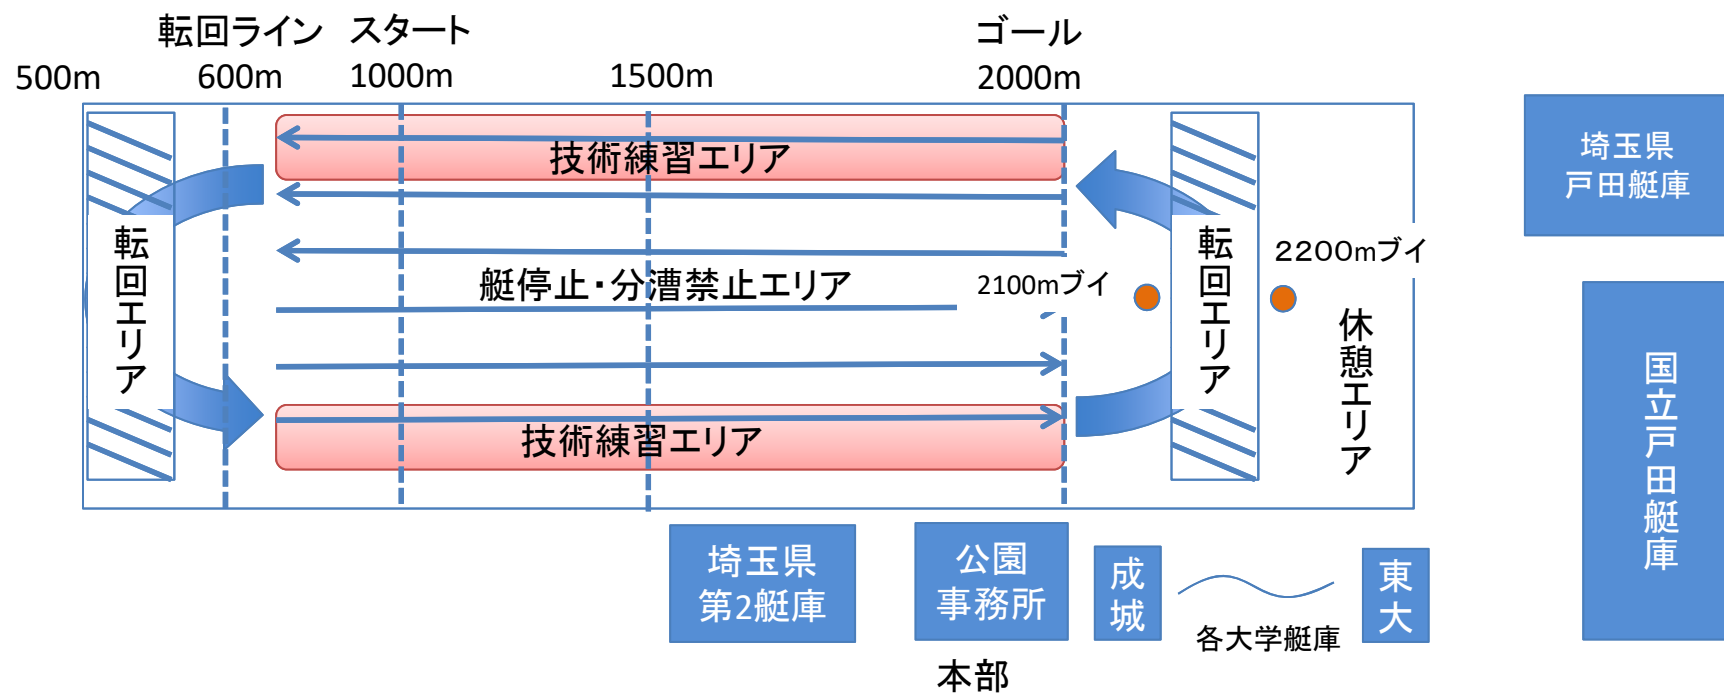 転回ライン スタート ゴール
500m 600m 1000m 1500m 2000m
技術練習エリア
転回エリア
艇停止・分漕禁止エリア
2100mブイ
転回エリア
2200mブイ
休憩エリア
技術練習エリア
埼玉県
戸田艇庫
国立戸田艇庫
埼玉県
第2艇庫
公園
事務所
成城
各大学艇庫
東大
本部